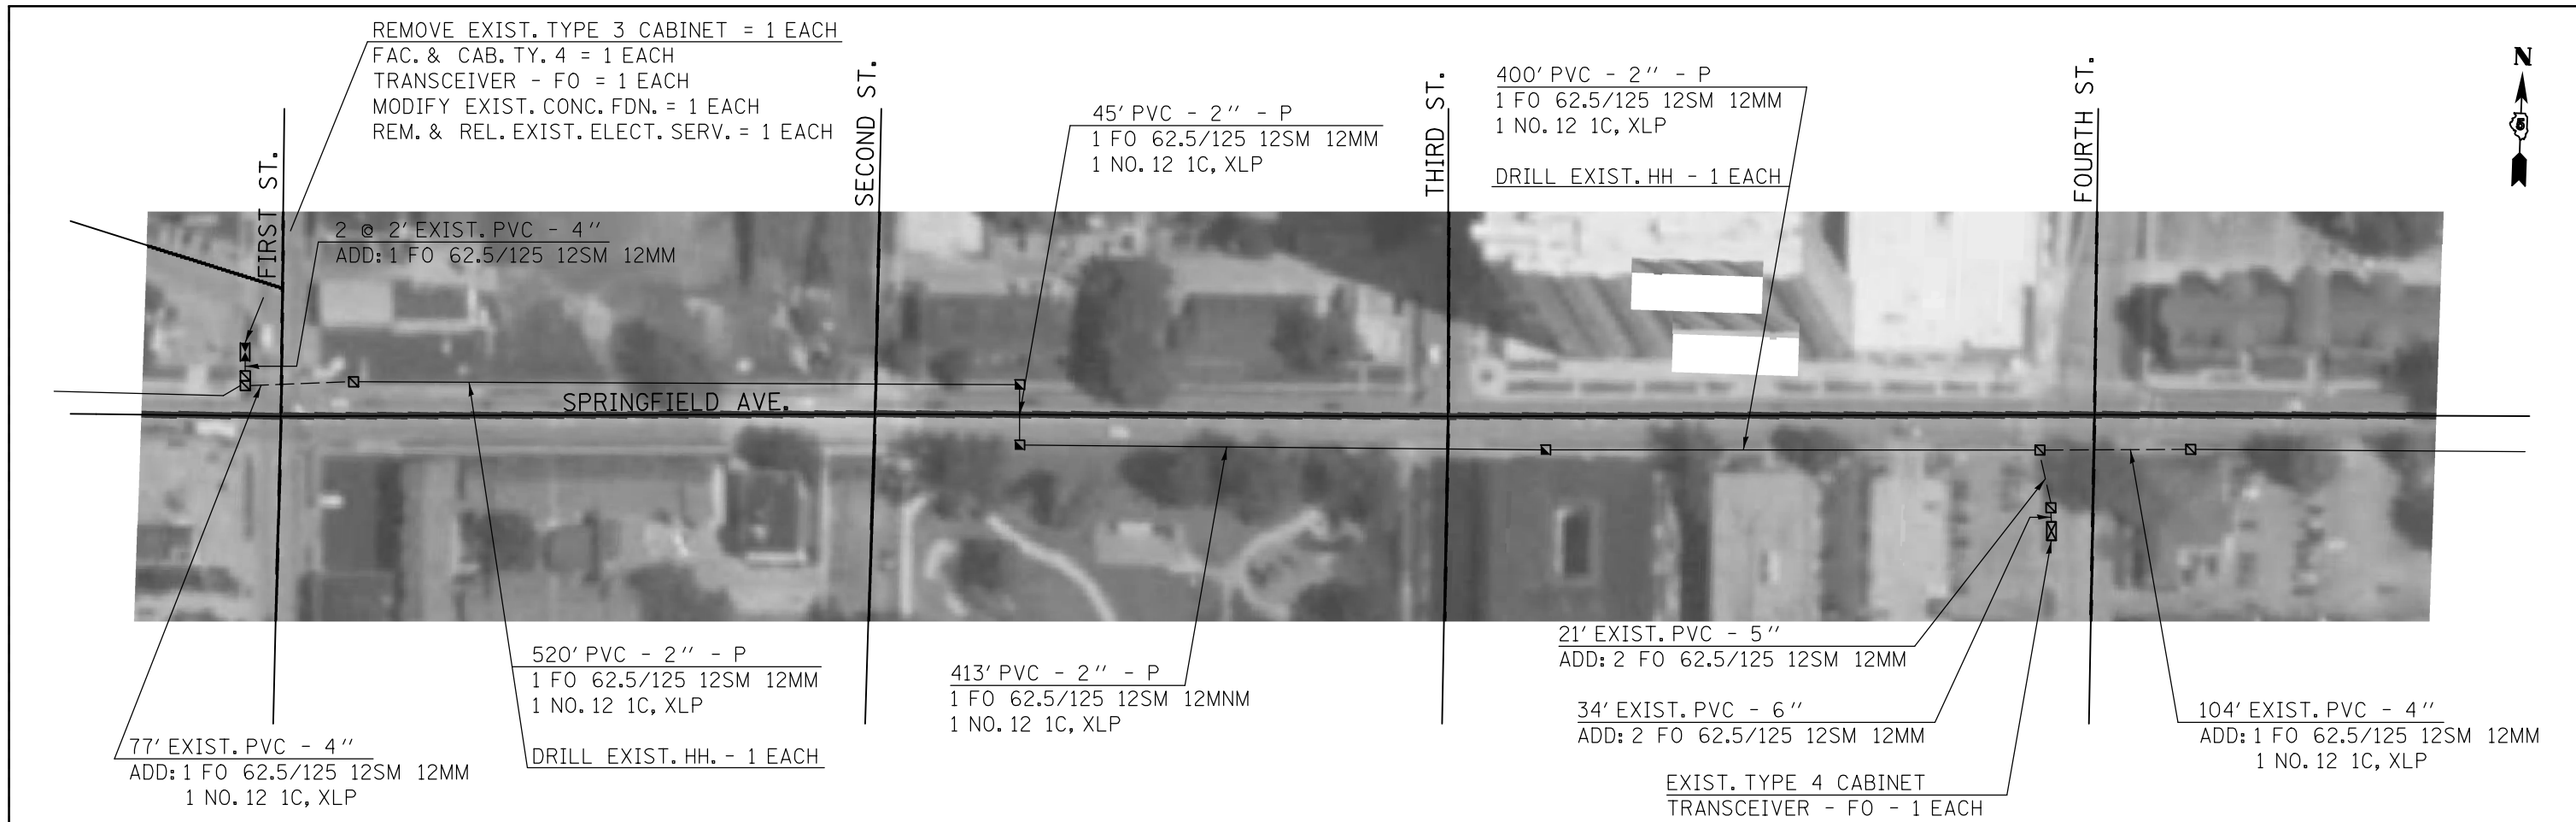 REMOVE EXIST. TYPE 3 CABINET = 1 EACH
FAC. & CAB. TY. 4 = 1 EACH
TRANSCEIVER - FO = 1 EACH
MODIFY EXIST. CONC. FDN. = 1 EACH
REM. & REL. EXIST. ELECT. SERV. = 1 EACH
FIRST ST.
2 @ 2' EXIST. PVC - 4"
ADD: 1 FO 62.5/125 12SM 12MM
SECOND ST.
45' PVC - 2" - P
1 FO 62.5/125 12SM 12MM
1 NO. 12 1C, XLP
THIRD ST.
400' PVC - 2" - P
1 FO 62.5/125 12SM 12MM
1 NO. 12 1C, XLP
DRILL EXIST. HH - 1 EACH
FOURTH ST.
N
5
SPRINGFIELD AVE.
77' EXIST. PVC - 4"
ADD: 1 FO 62.5/125 12SM 12MM
1 NO. 12 1C, XLP
520' PVC - 2" - P
1 FO 62.5/125 12SM 12MM
1 NO. 12 1C, XLP
DRILL EXIST. HH. - 1 EACH
413' PVC - 2" - P
1 FO 62.5/125 12SM 12MNM
1 NO. 12 1C, XLP
21' EXIST. PVC - 5"
ADD: 2 FO 62.5/125 12SM 12MM
34' EXIST. PVC - 6"
ADD: 2 FO 62.5/125 12SM 12MM
EXIST. TYPE 4 CABINET
TRANSCEIVER - FO - 1 EACH
104' EXIST. PVC - 4"
ADD: 1 FO 62.5/125 12SM 12MM
1 NO. 12 1C, XLP